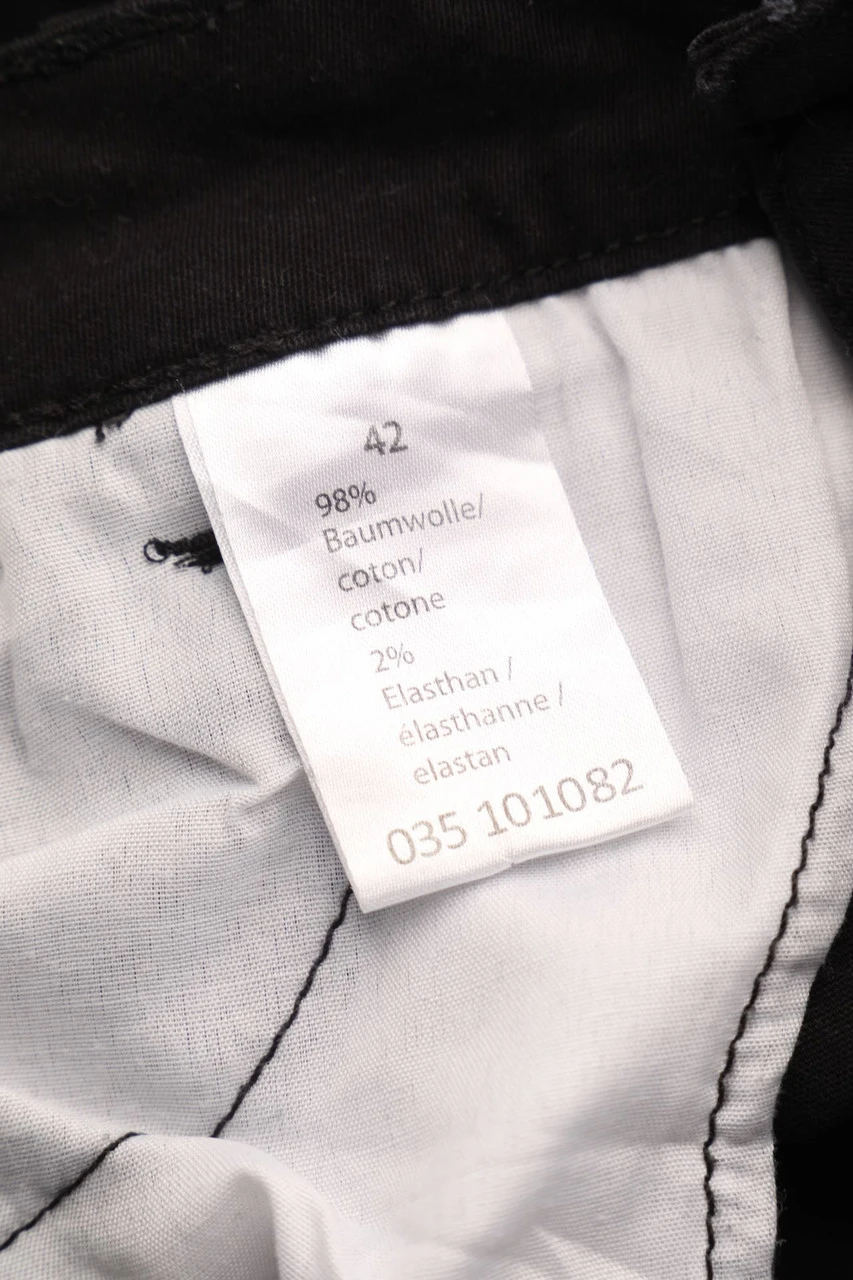 42
98%
Baumwolle/
coton/
cotone
2%
Elasthan /
élasthanne /
elastan
035 101082